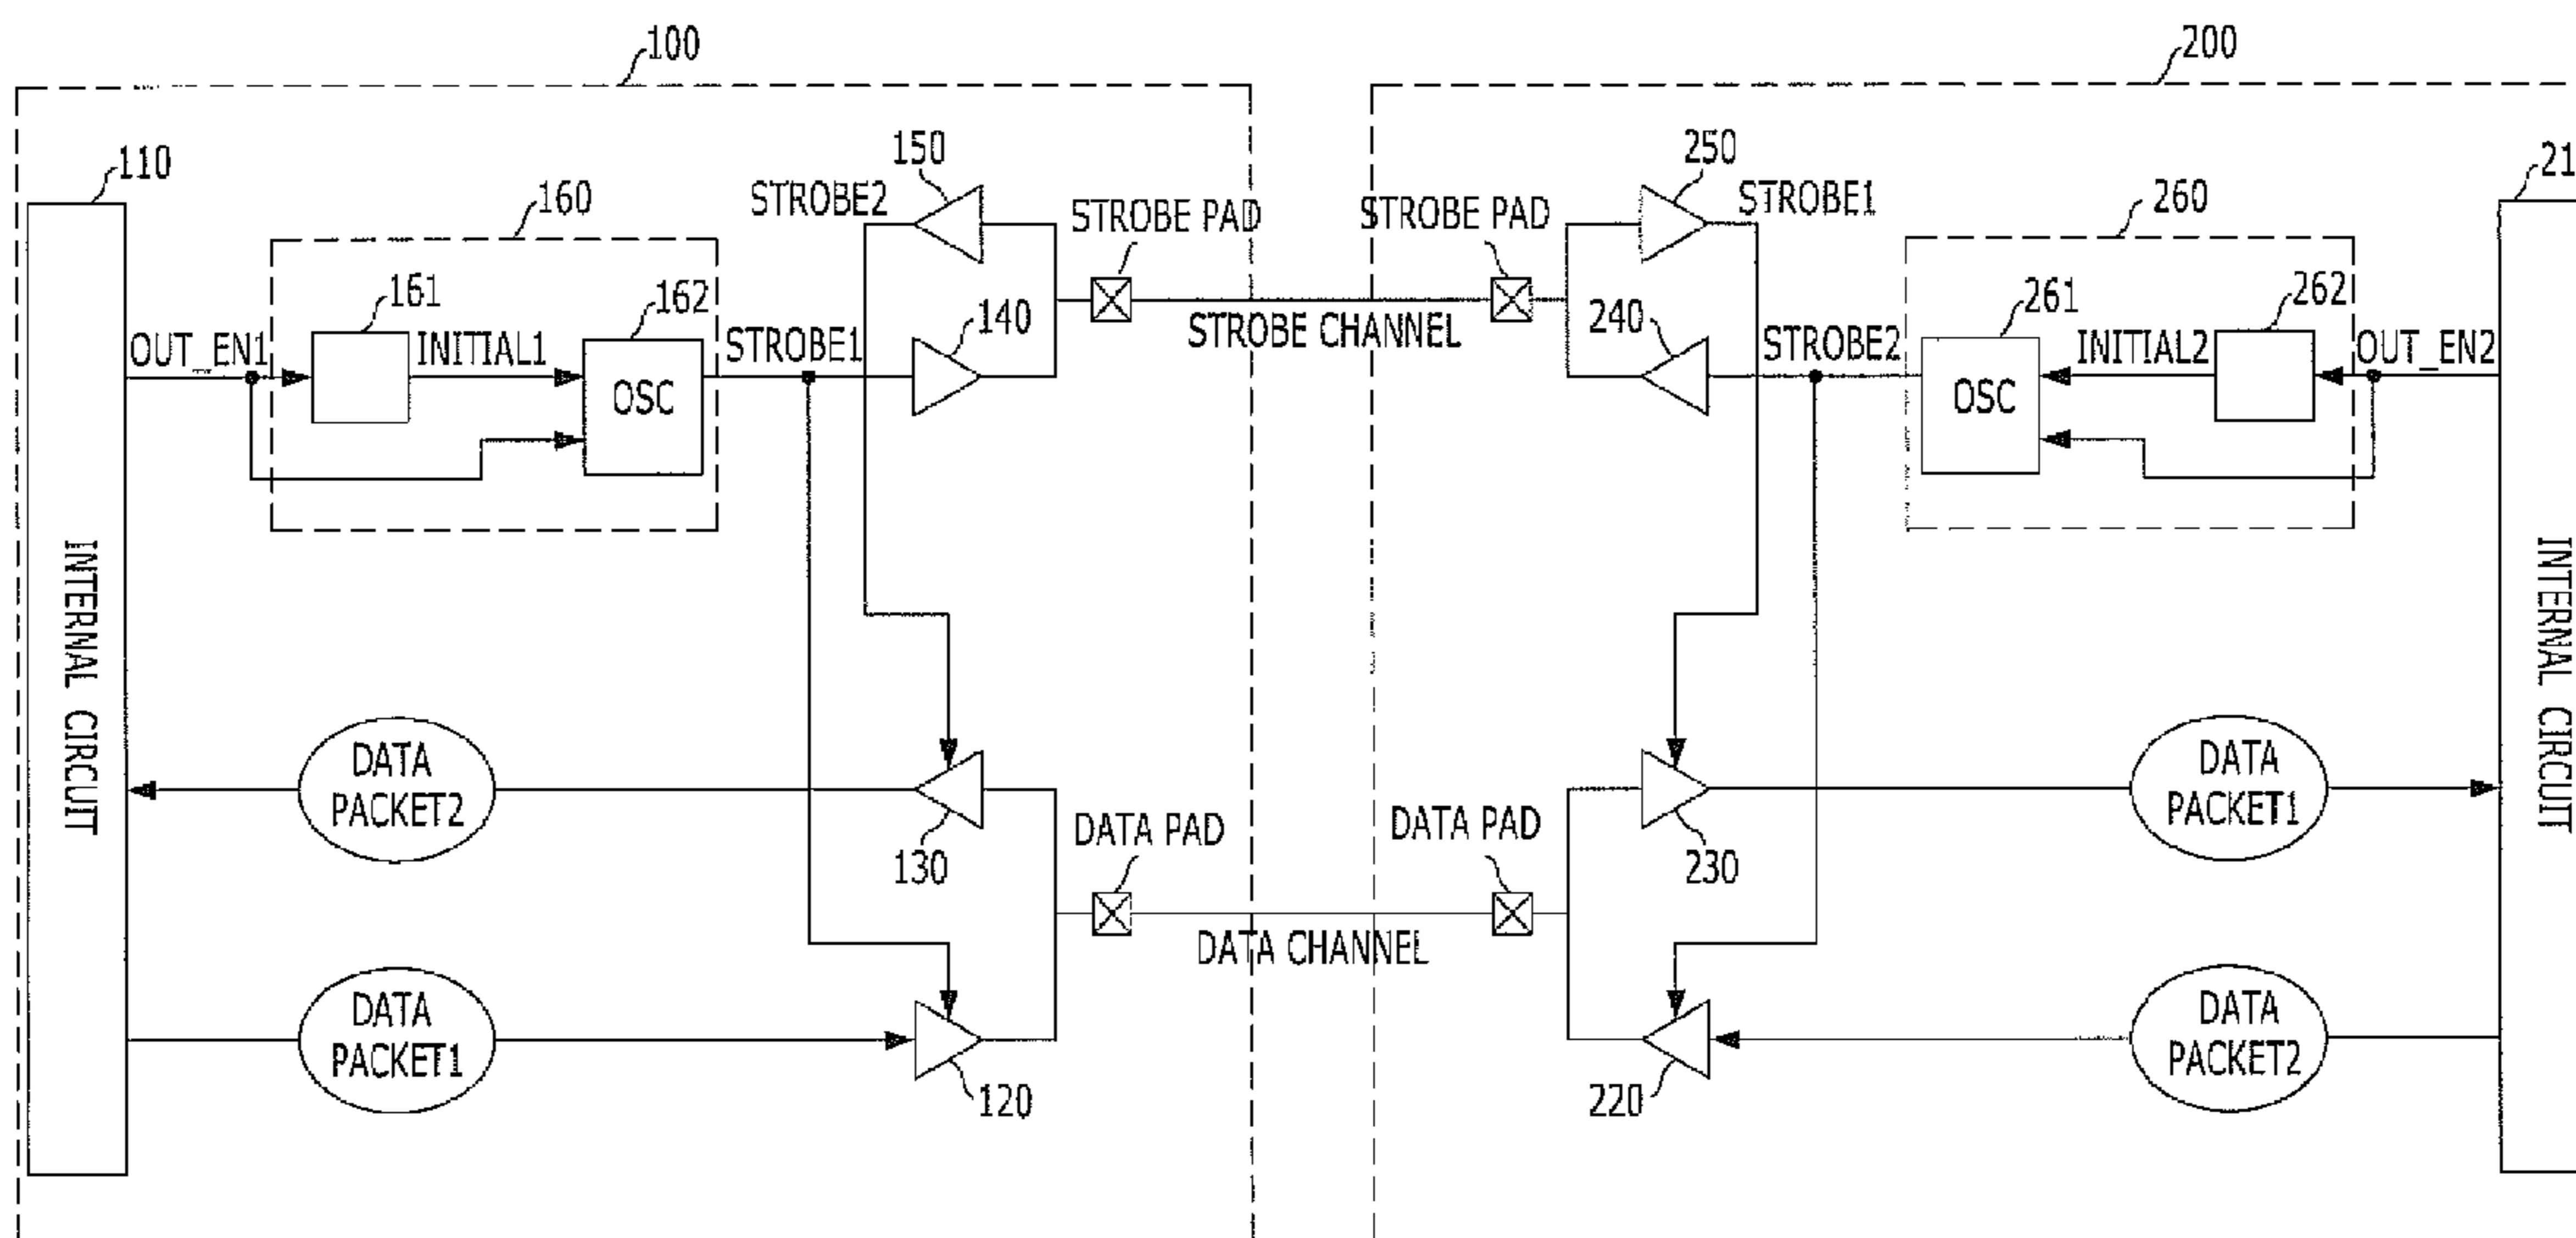 100
200
110
160
150
STROBE2
STROBE PAD
STROBE PAD
250
STROBE1
260
21
161
162
140
240
261
262
OUT_EN1
INITIAL1
OSC
STROBE1
STROBE CHANNEL
STROBE2
OSC
INITIAL2
OUT_EN2
INTERNAL CIRCUIT
INTERNAL CIRCUIT
DATA
PACKET2
130
DATA PAD
DATA PAD
230
DATA
PACKET1
DATA CHANNEL
DATA
PACKET1
120
220
DATA
PACKET2